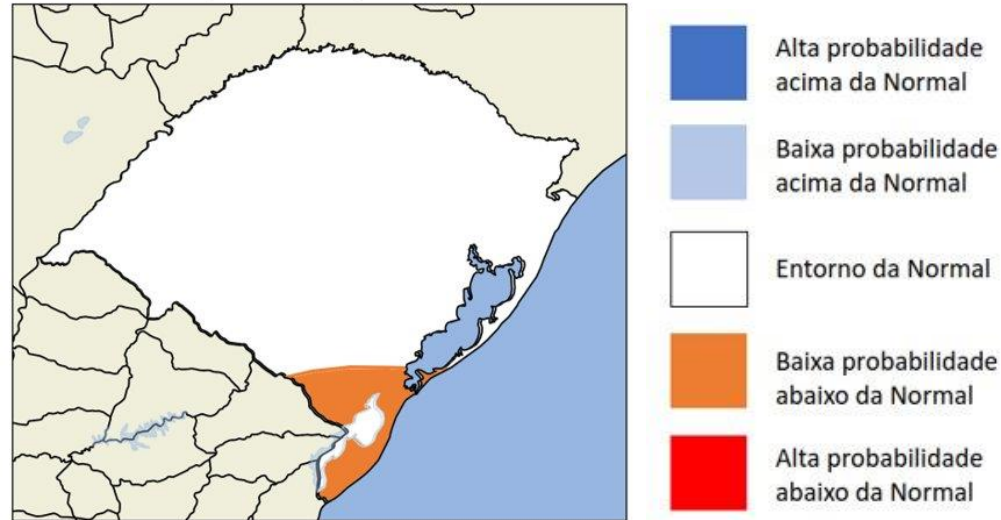 Alta probabilidade
acima da Normal
Baixa probabilidade
acima da Normal
Entorno da Normal
Baixa probabilidade
abaixo da Normal
Alta probabilidade
abaixo da Normal